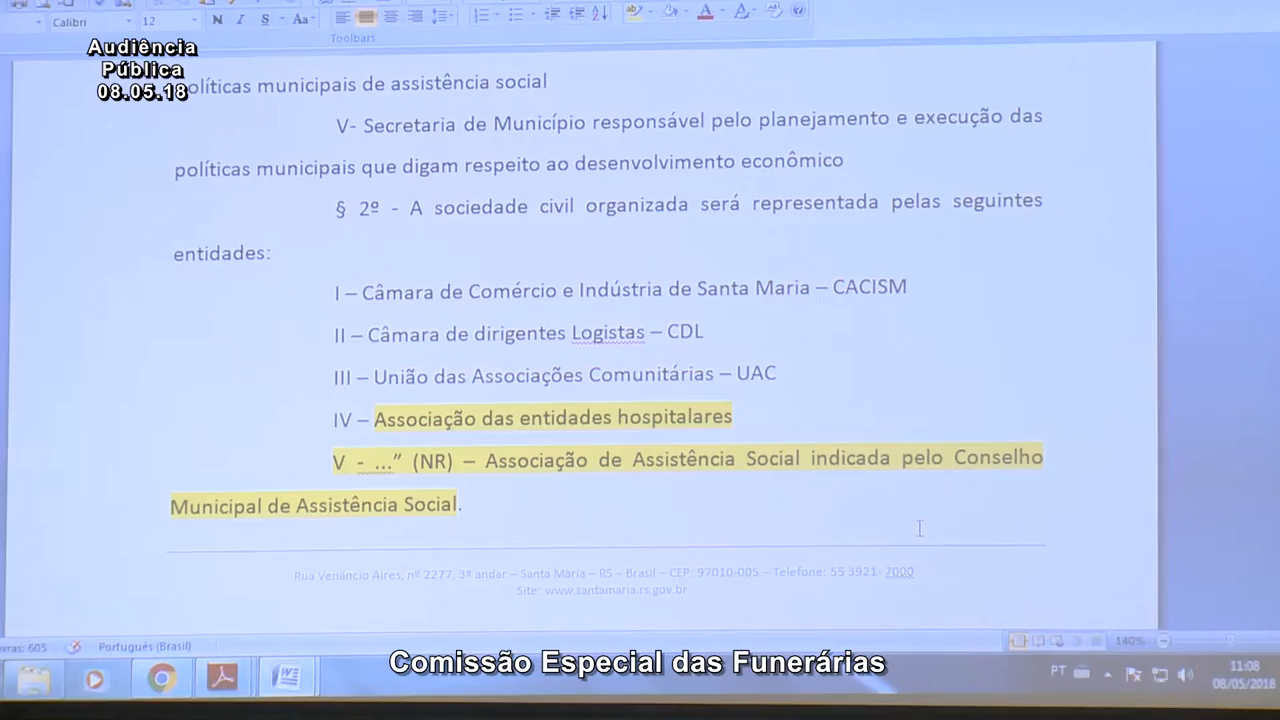 Calibri
12
N
I
S
Aa
Toolbars
Audiência
Pública
08.05.18
olíticas municipais de assistência social
V- Secretaria de Município responsável pelo planejamento e execução das
políticas municipais que digam respeito ao desenvolvimento econômico
§ 2º - A sociedade civil organizada será representada pelas seguintes
entidades:
I – Câmara de Comércio e Indústria de Santa Maria – CACISM
II – Câmara de dirigentes Logistas – CDL
III – União das Associações Comunitárias – UAC
IV – Associação das entidades hospitalares
V - ...” (NR) – Associação de Assistência Social indicada pelo Conselho
Municipal de Assistência Social.
Rua Venâncio Aires, nº 2277, 3º andar – Santa Maria – RS – Brasil – CEP: 97010-005 – Telefone: 55 3921- 7000
Site: www.santamaria.rs.gov.br
vras: 605
Português (Brasil)
140%
Comissão Especial das Funerárias
PT
11:08
08/05/2018